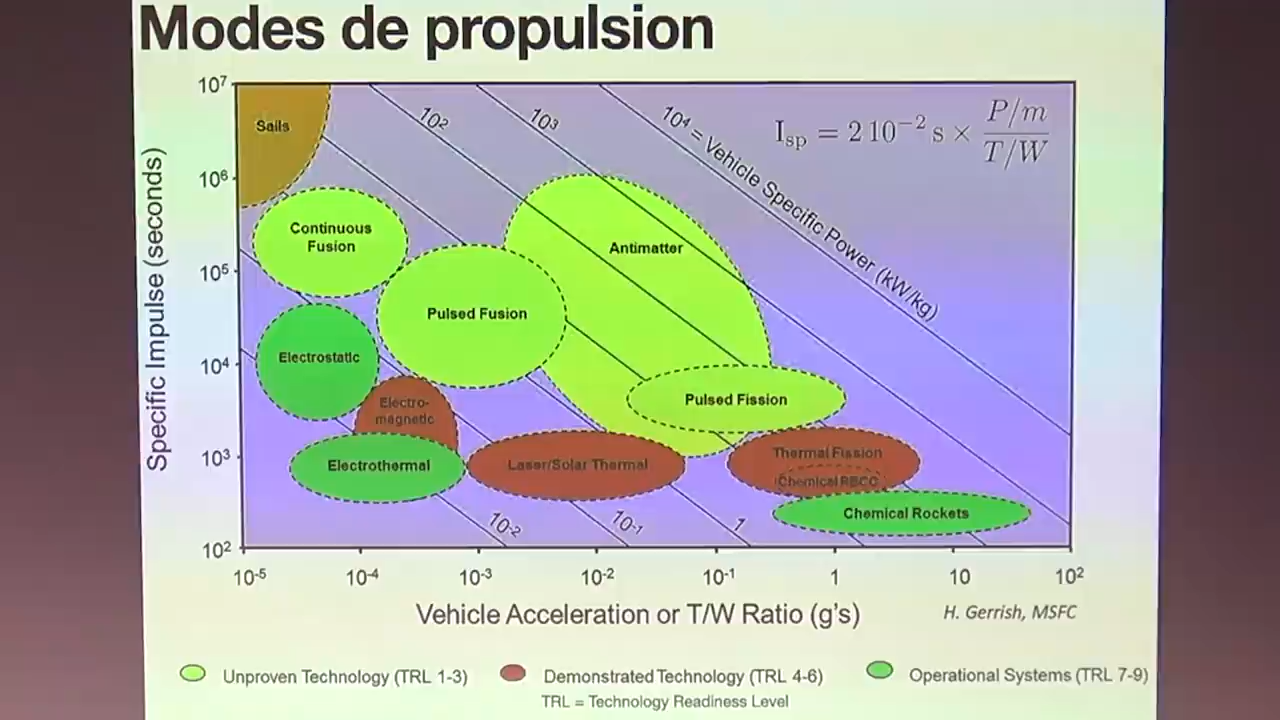 Modes de propulsion
10⁷
10⁶
10⁵
10⁴
10³
10²
Specific Impulse (seconds)
Sails
10²
10³
10⁴ = Vehicle Specific Power (kW/kg)
I_sp = 2 10⁻² s × (P/m)/(T/W)
Continuous
Fusion
Antimatter
Pulsed Fusion
Electrostatic
Electro-
magnetic
Pulsed Fission
Electrothermal
Laser/Solar Thermal
Thermal Fission
Chemical RBCC
Chemical Rockets
10⁻²
10⁻¹
1
10⁻⁵
10⁻⁴
10⁻³
10⁻²
10⁻¹
1
10
10²
Vehicle Acceleration or T/W Ratio (g's)
H. Gerrish, MSFC
Unproven Technology (TRL 1-3)
Demonstrated Technology (TRL 4-6)
Operational Systems (TRL 7-9)
TRL = Technology Readiness Level